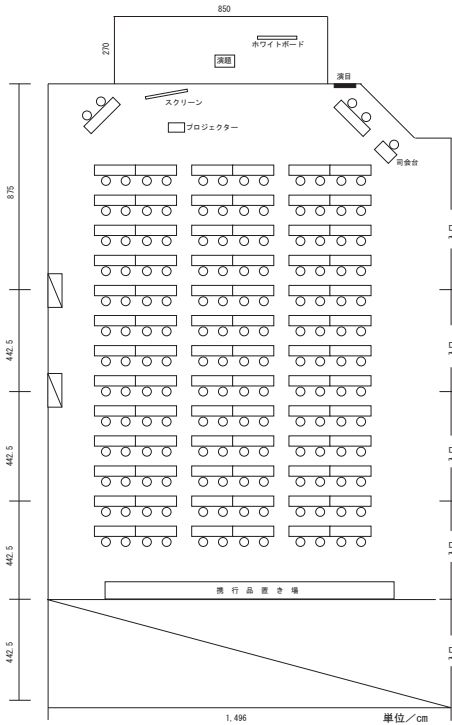 850
270
ホワイトボード
演題
演目
スクリーン
プロジェクター
司会台
875
442.5
442.5
442.5
442.5
携行品置き場
1,496
単位／cm